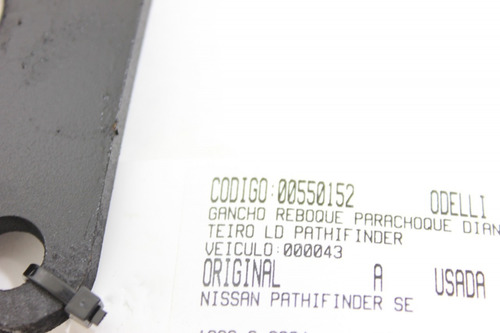 CODIGO:00550152 ODELLI
GANCHO REBOQUE PARACHOQUE DIAN
TEIRO LD PATHIFINDER
VEICULO:000043
ORIGINAL A USADA
NISSAN PATHIFINDER SE